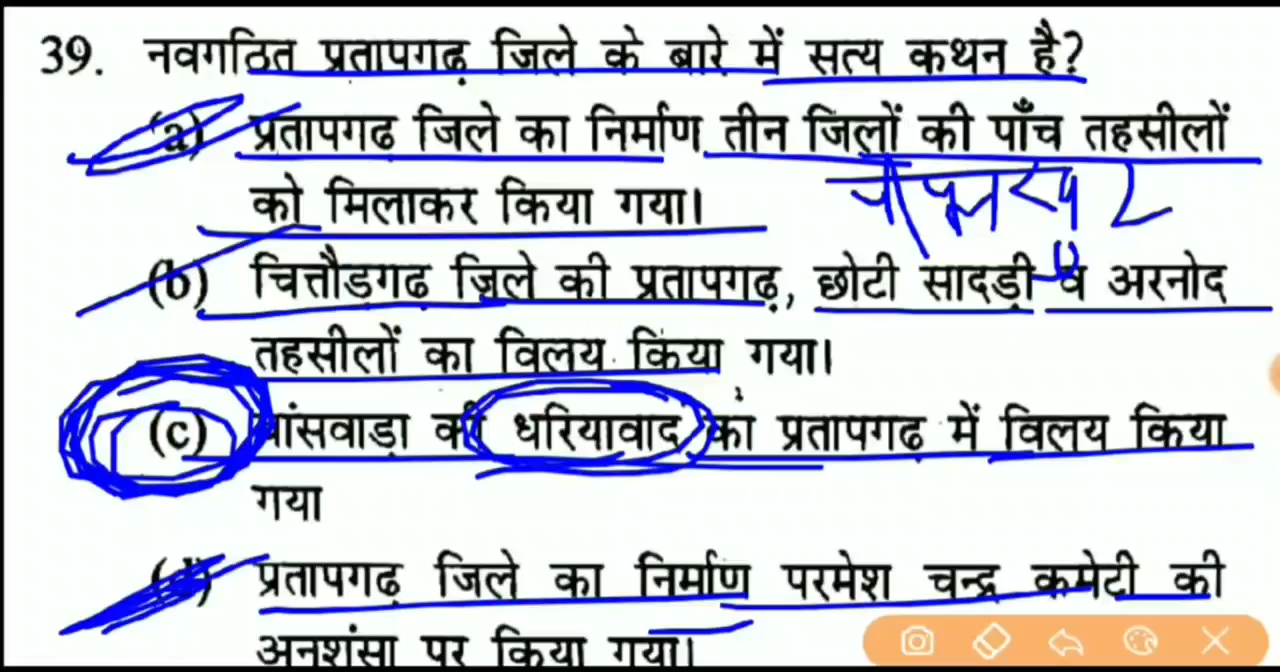 39. नवगठित प्रतापगढ़ जिले के बारे में सत्य कथन है?
(a) प्रतापगढ जिले का निर्माण तीन जिलों की पाँच तहसीलों
को मिलाकर किया गया।
(b) चित्तौडगढ जिले की प्रतापगढ़, छोटी सादड़ी व अरनोद
तहसीलों का विलय किया गया।
(c) बांसवाड़ा की धरियावाद को प्रतापगढ में विलय किया
गया
(d) प्रतापगढ़ जिले का निर्माण परमेश चन्द्र कमेटी की
अनुशंसा पर किया गया।